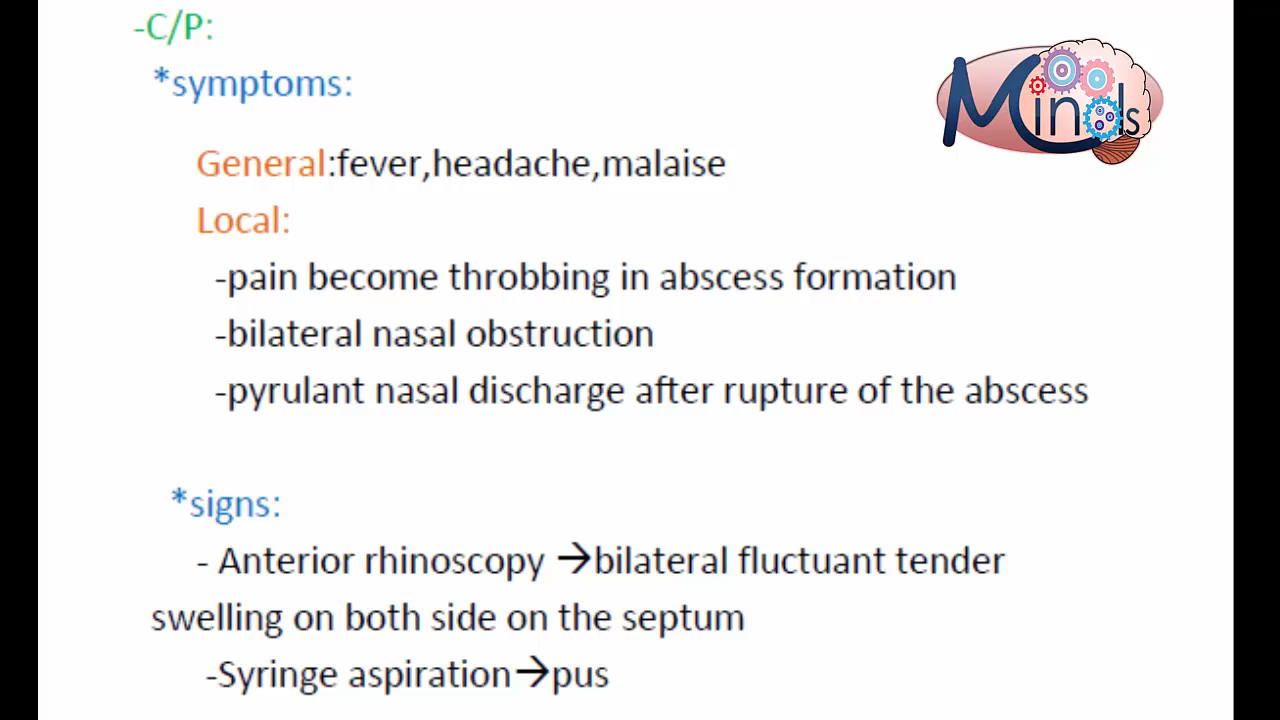 -C/P:
*symptoms:
Minds
General:fever,headache,malaise
Local:
-pain become throbbing in abscess formation
-bilateral nasal obstruction
-pyrulant nasal discharge after rupture of the abscess
*signs:
- Anterior rhinoscopy →bilateral fluctuant tender
swelling on both side on the septum
-Syringe aspiration→pus